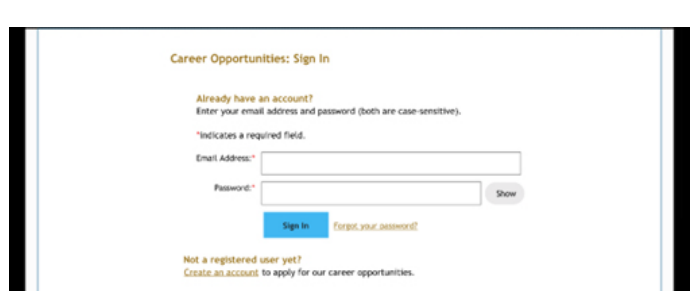 Career Opportunities: Sign In
Already have an account?
Enter your email address and password (both are case-sensitive).
*indicates a required field.
Email Address:*
Password:*
Show
Sign In Forgot your password?
Not a registered user yet?
Create an account to apply for our career opportunities.